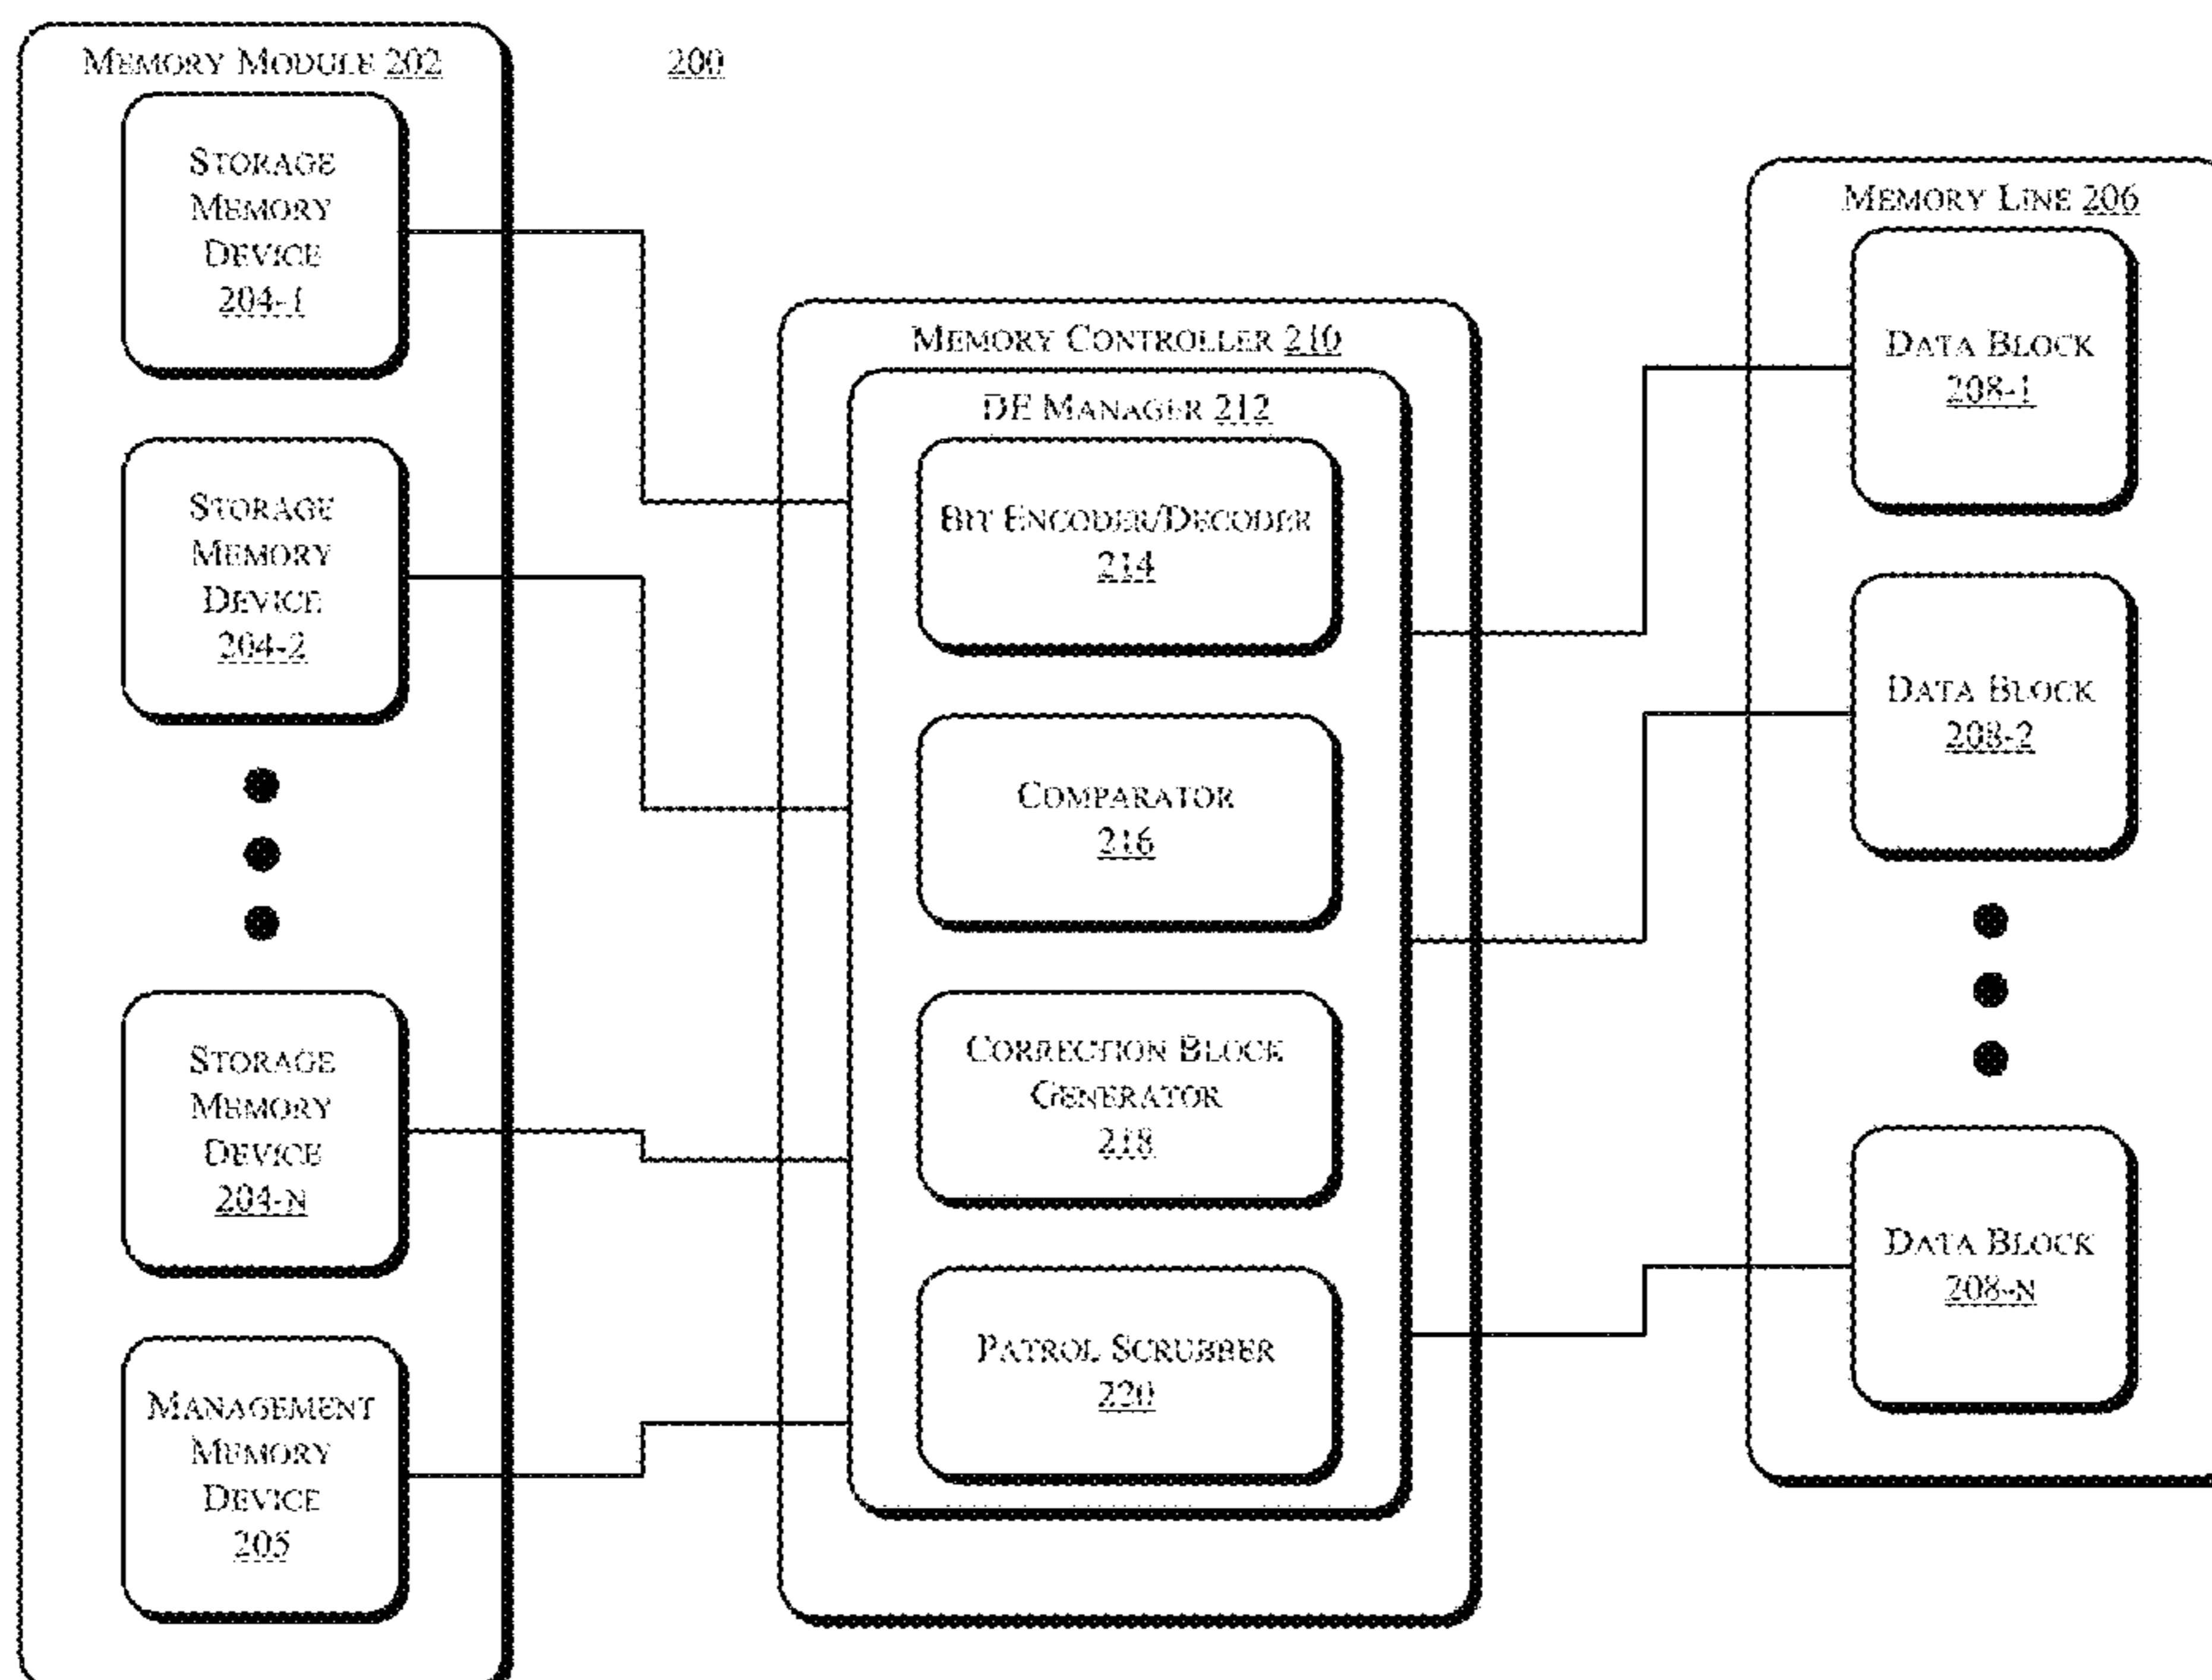 MEMORY MODULE 202
200
STORAGE
MEMORY
DEVICE
204-1
STORAGE
MEMORY
DEVICE
204-2
STORAGE
MEMORY
DEVICE
204-N
MANAGEMENT
MEMORY
DEVICE
205
MEMORY CONTROLLER 210
DE MANAGER 212
BIT ENCODER/DECODER
214
COMPARATOR
216
CORRECTION BLOCK
GENERATOR
218
PATROL SCRUBBER
220
MEMORY LINE 206
DATA BLOCK
208-1
DATA BLOCK
208-2
DATA BLOCK
208-N